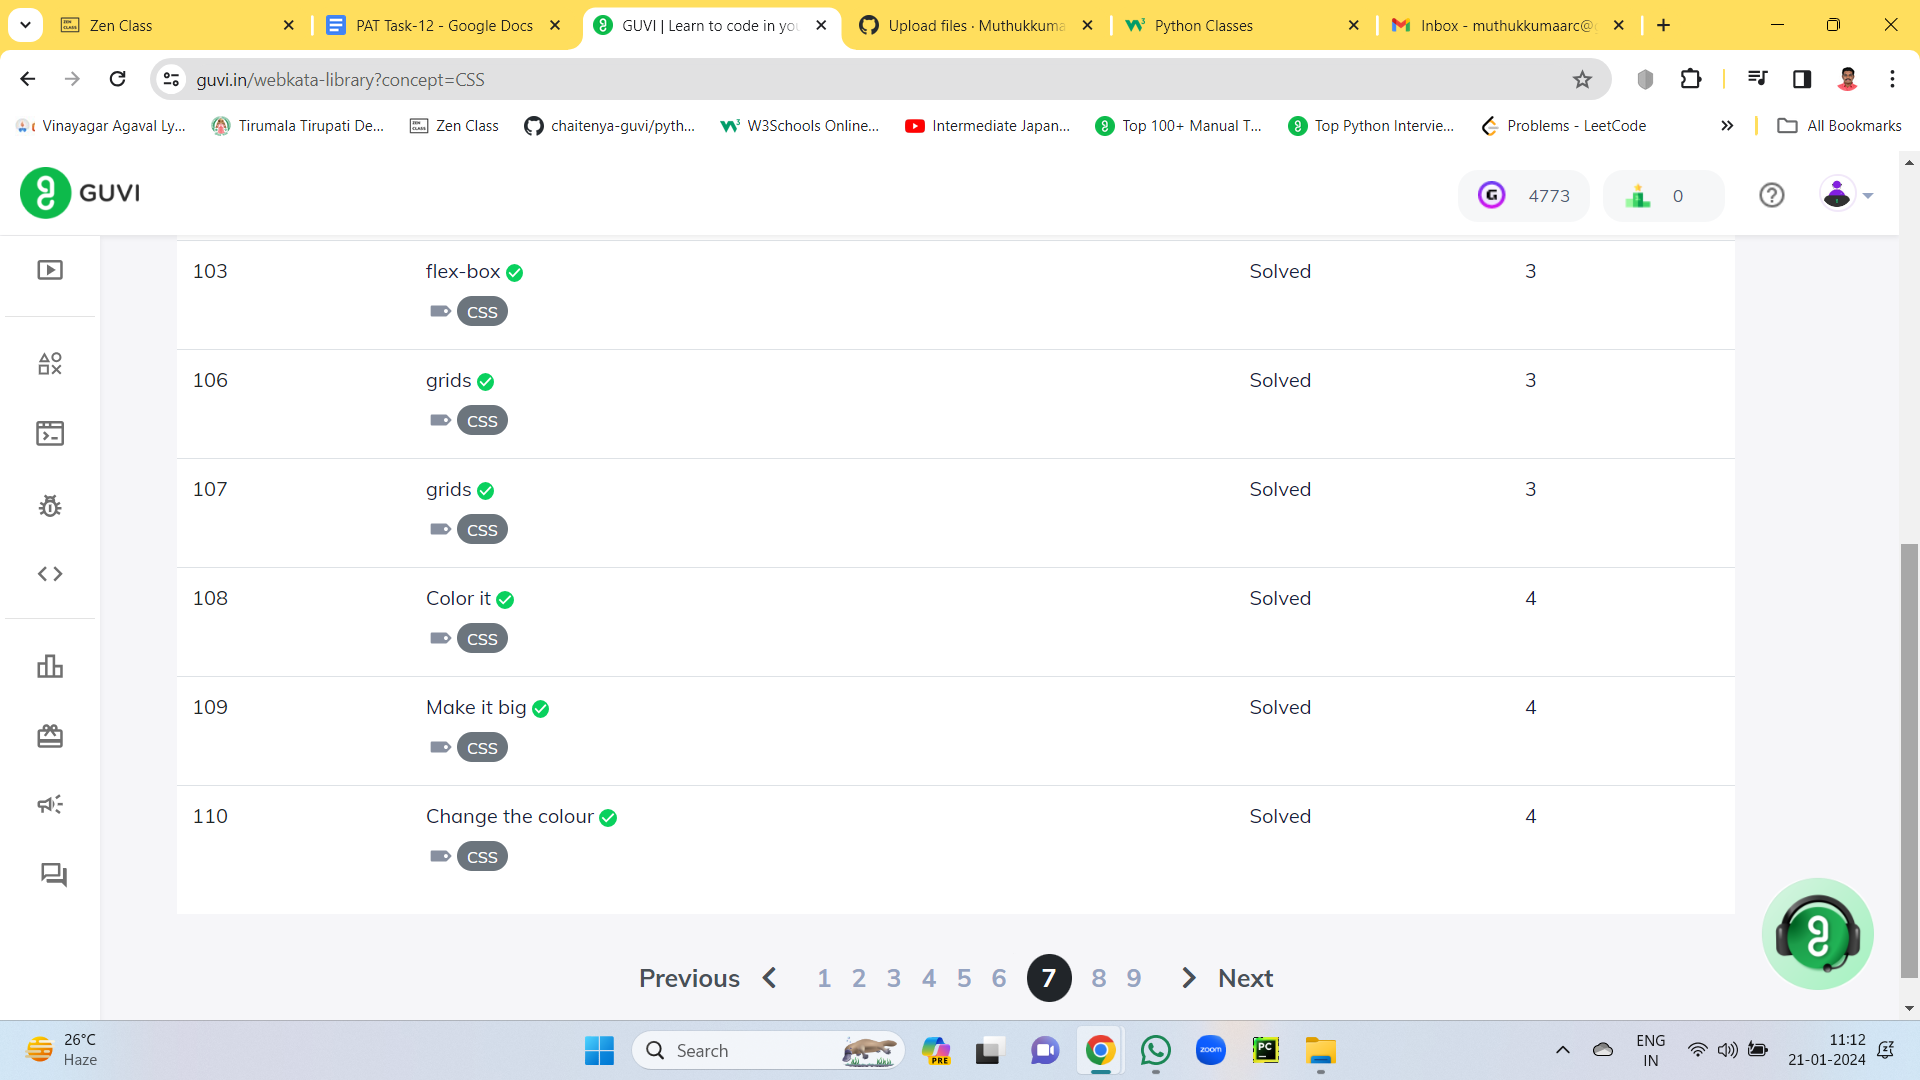 Zen Class
PAT Task-12 - Google Docs
GUVI | Learn to code in you
Upload files · Muthukkuma
Python Classes
Inbox - muthukkumaarc@g
guvi.in/webkata-library?concept=CSS
Vinayagar Agaval Ly...
Tirumala Tirupati De...
Zen Class
chaitenya-guvi/pyth...
W3Schools Online...
Intermediate Japan...
Top 100+ Manual T...
Top Python Intervie...
Problems - LeetCode
All Bookmarks
GUVI
4773
0
103 flex-box Solved 3
CSS
106 grids Solved 3
CSS
107 grids Solved 3
CSS
108 Color it Solved 4
CSS
109 Make it big Solved 4
CSS
110 Change the colour Solved 4
CSS
Previous 1 2 3 4 5 6 7 8 9 Next
26°C
Haze
Search
PRE
zoom
PC
ENG
IN
11:12
21-01-2024